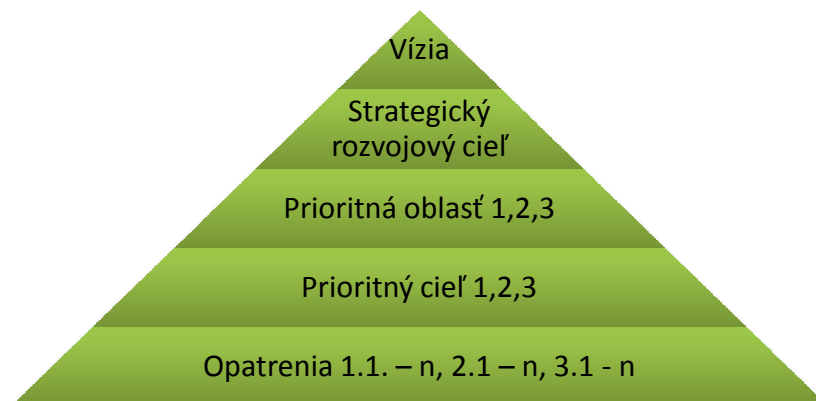 Vízia
Strategický
rozvojový cieľ
Prioritná oblasť 1,2,3
Prioritný cieľ 1,2,3
Opatrenia 1.1. – n, 2.1 – n, 3.1 - n